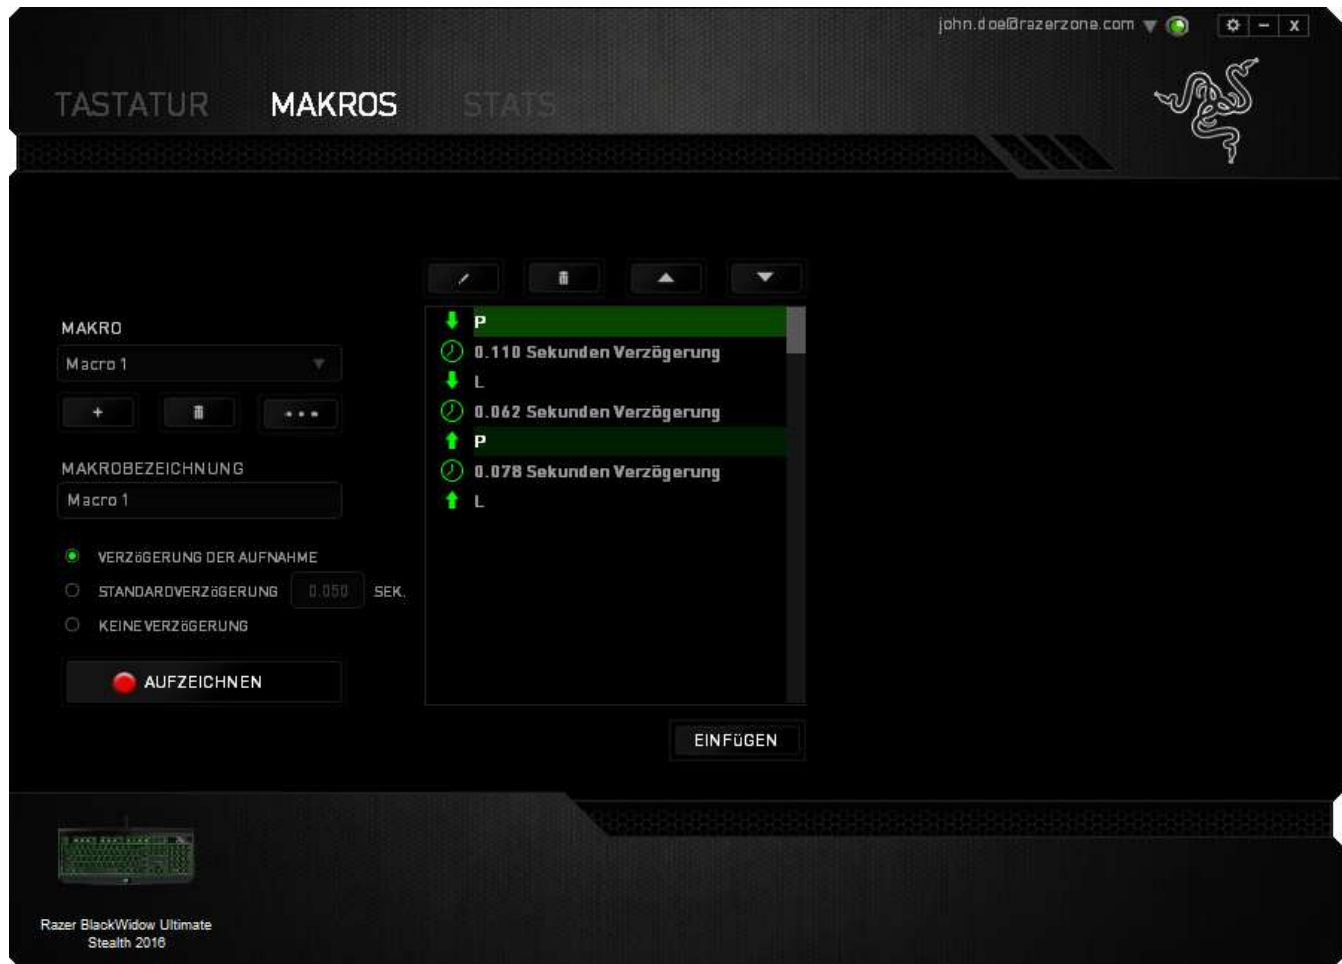 john.doe@razerzone.com
TASTATUR MAKROS STATS
MAKRO
Macro 1
MAKROBEZEICHNUNG
Macro 1
VERZöGERUNG DER AUFNAHME
STANDARDVERZöGERUNG 0.050 SEK.
KEINE VERZöGERUNG
AUFZEICHNEN
P
0.110 Sekunden Verzögerung
L
0.062 Sekunden Verzögerung
P
0.078 Sekunden Verzögerung
L
EINFüGEN
Razer BlackWidow Ultimate
Stealth 2016